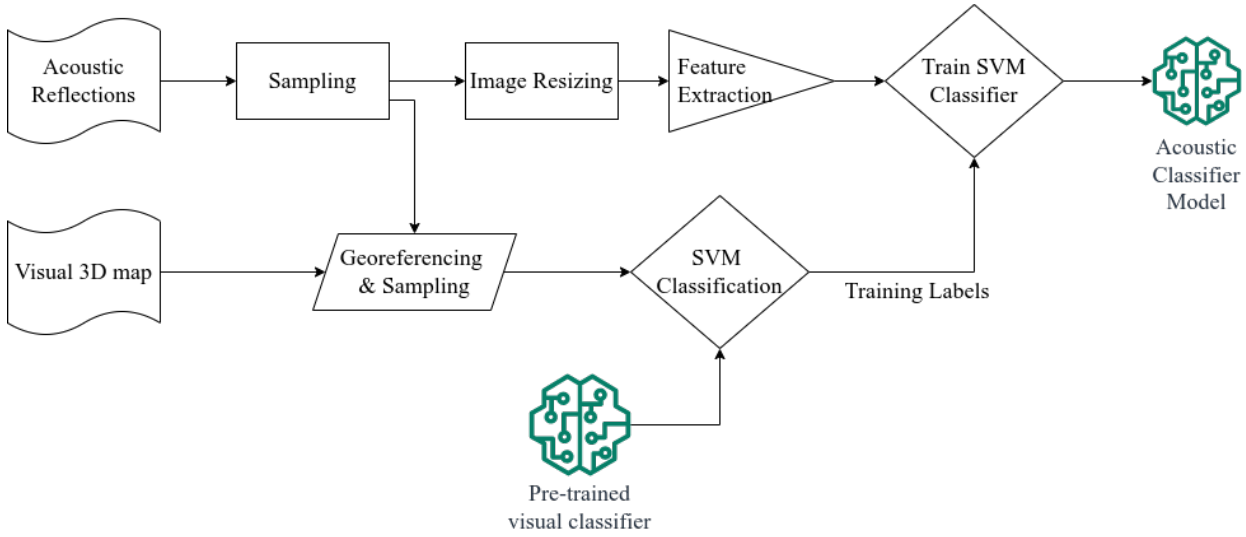 Acoustic
Reflections
Sampling
Image Resizing
Feature
Extraction
Train SVM
Classifier
Acoustic
Classifier
Model
Visual 3D map
Georeferencing
& Sampling
SVM
Classification
Training Labels
Pre-trained
visual classifier